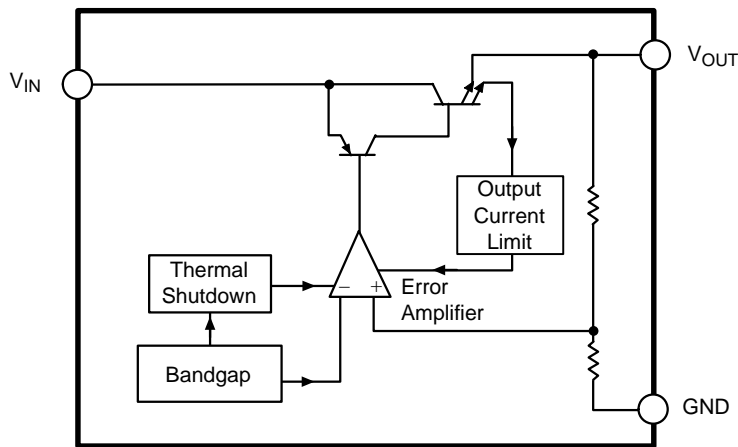 V_IN
V_OUT
Output
Current
Limit
Thermal
Shutdown
− +
Error
Amplifier
Bandgap
GND